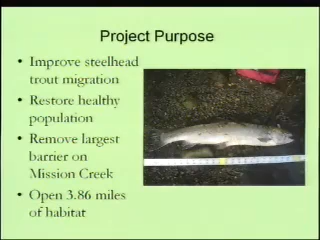 Project Purpose
• Improve steelhead
trout migration
• Restore healthy
population
• Remove largest
barrier on
Mission Creek
• Open 3.86 miles
of habitat